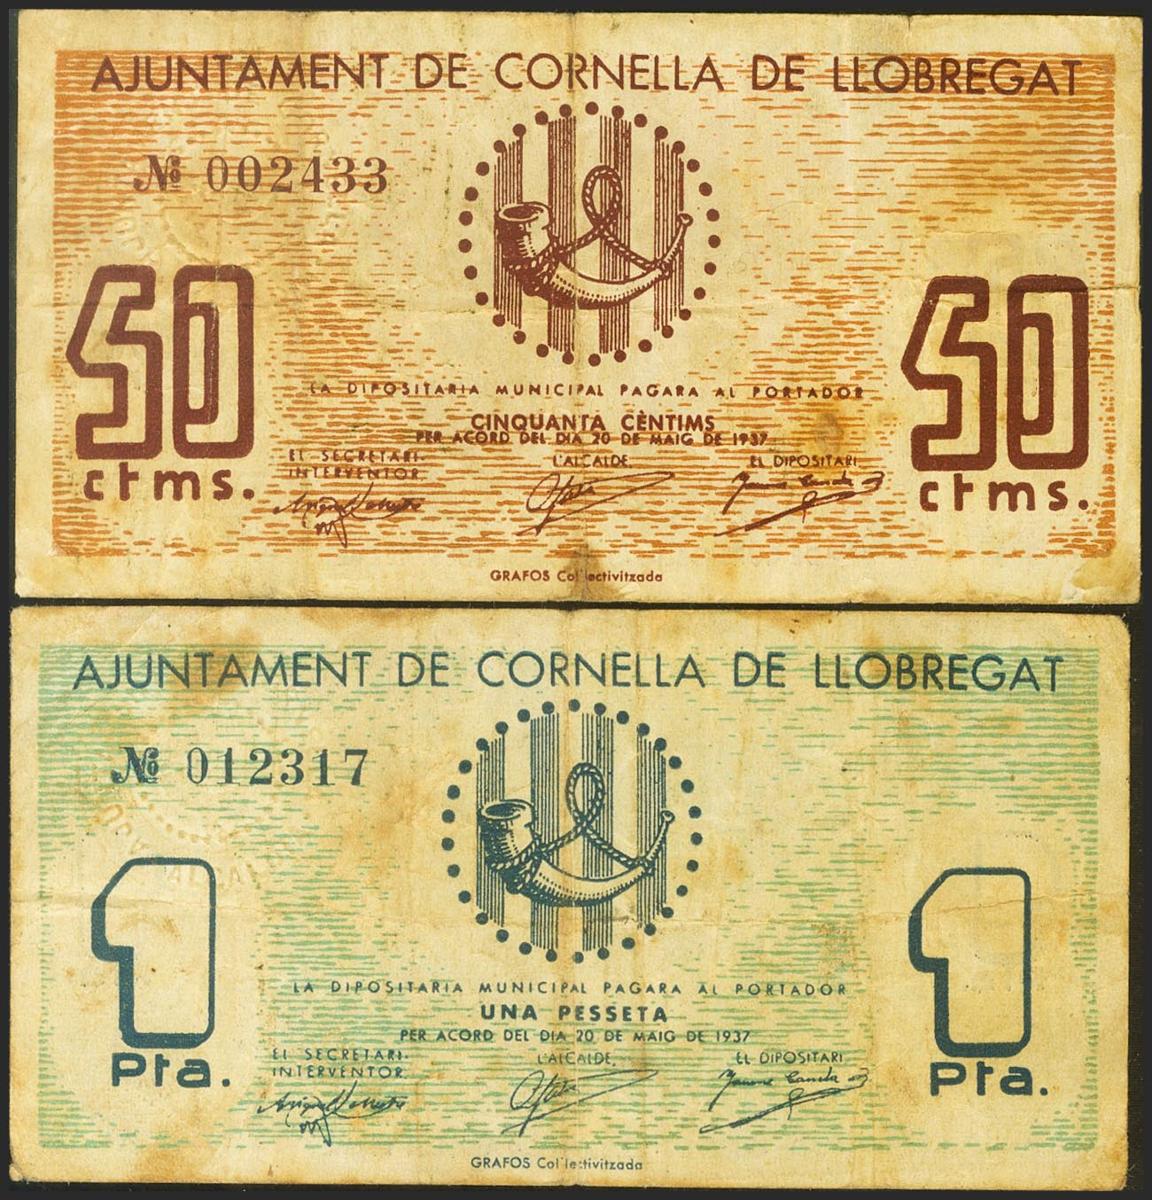 AJUNTAMENT DE CORNELLA DE LLOBREGAT
№ 002433
50 50
LA DIPOSITARIA MUNICIPAL PAGARA AL PORTADOR
CINQUANTA CÈNTIMS
PER ACORD DEL DIA 20 DE MAIG DE 1937
EL SECRETARI- L'ALCALDE, EL DIPOSITARI
INTERVENTOR,
ctms. ctms.
GRAFOS Col·lectivitzada
AJUNTAMENT DE CORNELLA DE LLOBREGAT
№ 012317
1 1
LA DIPOSITARIA MUNICIPAL PAGARA AL PORTADOR
UNA PESSETA
PER ACORD DEL DIA 20 DE MAIG DE 1937
EL SECRETARI- L'ALCALDE, EL DIPOSITARI
INTERVENTOR,
Pta. Pta.
GRAFOS Col·lectivitzada